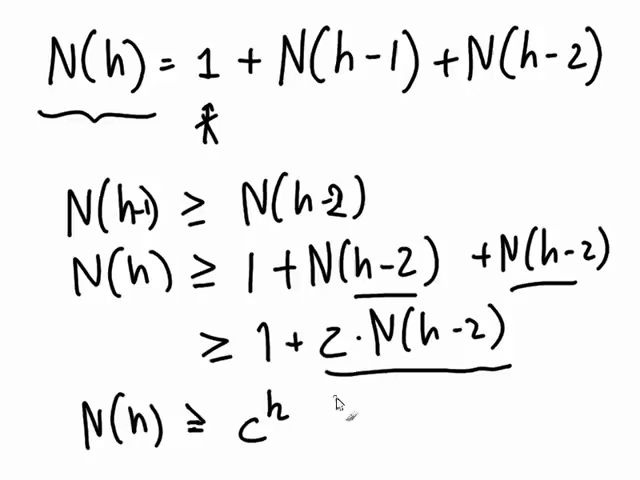 N(h) = 1 + N(h-1) + N(h-2)
*
N(h-1) ≥ N(h-2)
N(h) ≥ 1 + N(h-2) + N(h-2)
≥ 1 + 2 · N(h-2)
N(h) ≥ c^h